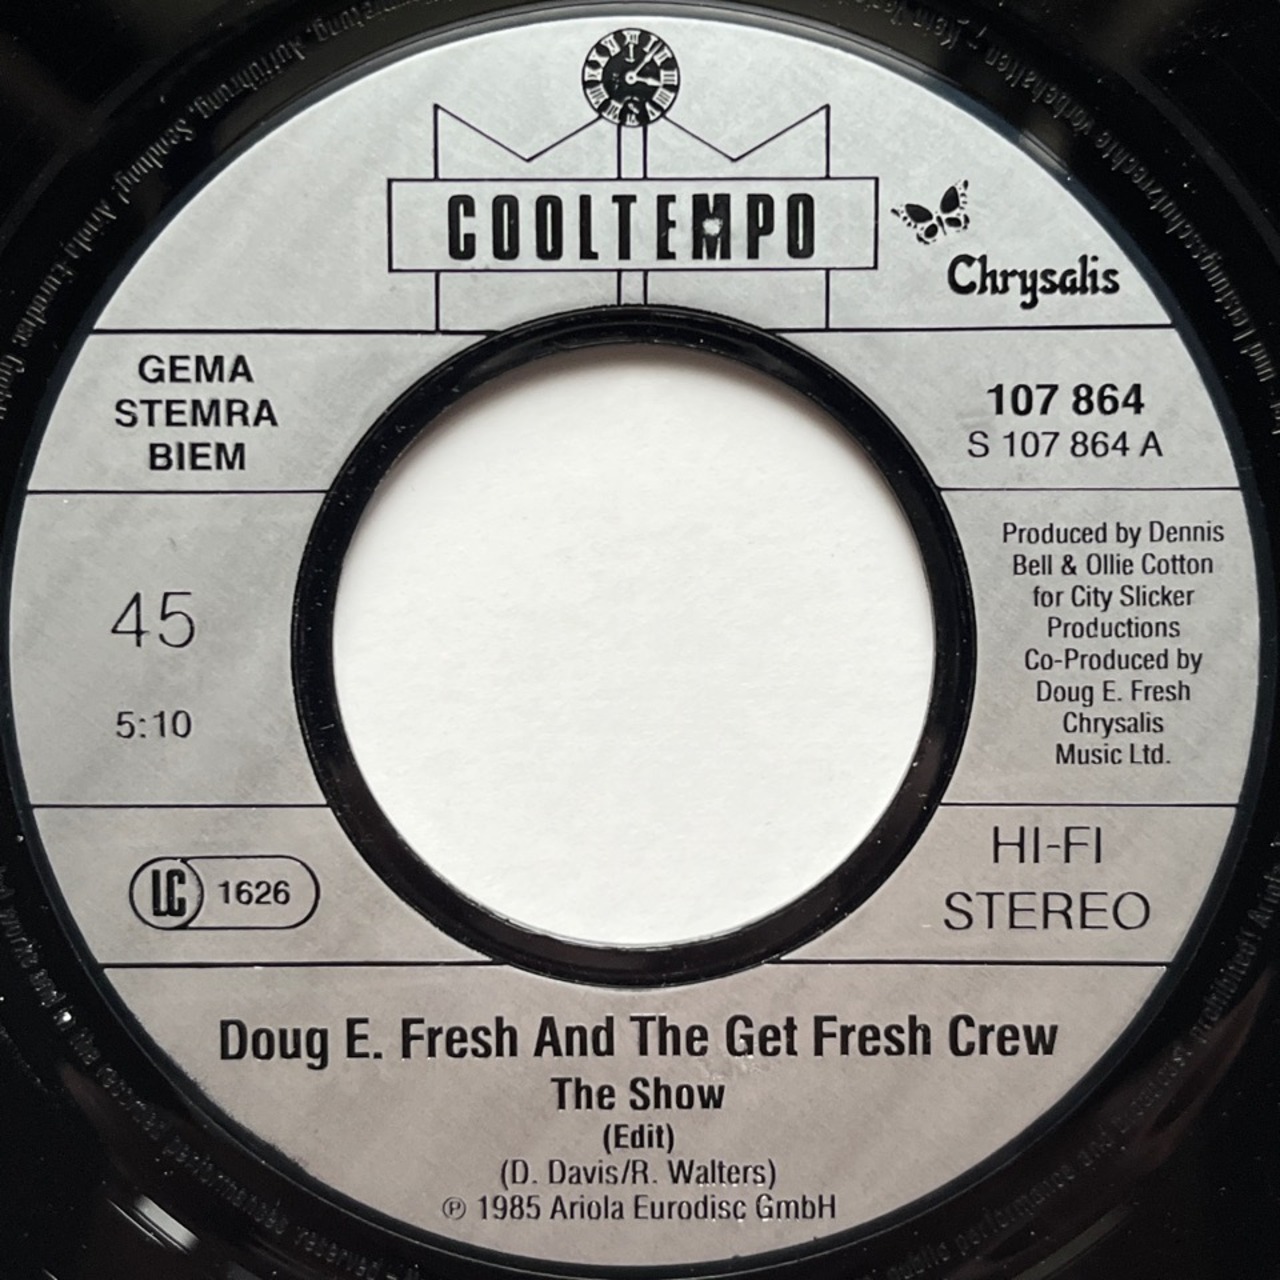 COOLTEMPO
Chrysalis
GEMA
STEMRA
BIEM
107 864
S 107 864 A
45
5:10
Produced by Dennis
Bell & Ollie Cotton
for City Slicker
Productions
Co-Produced by
Doug E. Fresh
Chrysalis
Music Ltd.
LC 1626
HI-FI
STEREO
Doug E. Fresh And The Get Fresh Crew
The Show
(Edit)
(D. Davis/R. Walters)
℗ 1985 Ariola Eurodisc GmbH